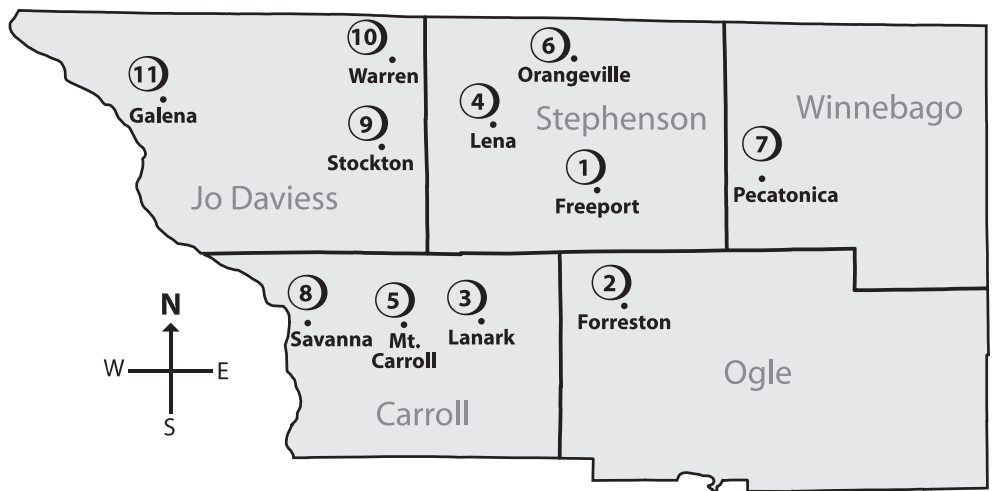 10
Warren
11
Galena
9
Stockton
Jo Daviess
6
Orangeville
4
Lena
Stephenson
1
Freeport
Winnebago
7
Pecatonica
8
Savanna
5
Mt.
Carroll
3
Lanark
Carroll
2
Forreston
Ogle
N
W
E
S